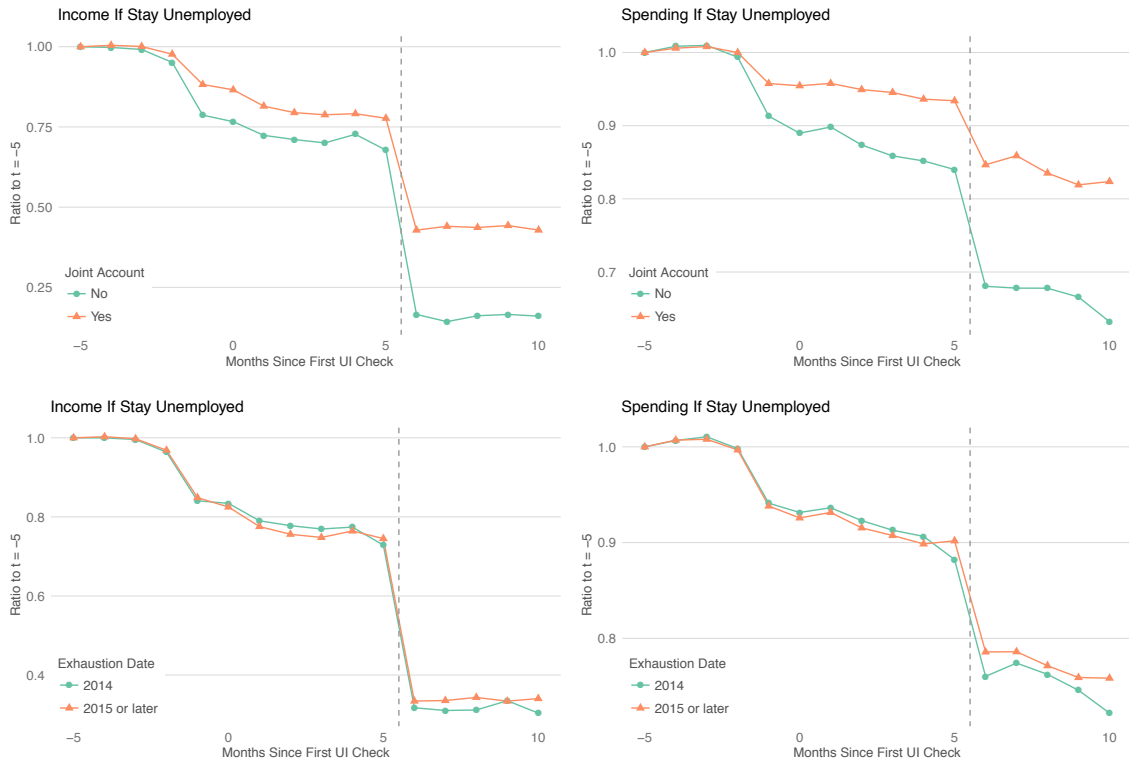 Income If Stay Unemployed
1.00
0.75
0.50
0.25
Ratio to t = −5
Joint Account
No
Yes
−5 0 5 10
Months Since First UI Check
Spending If Stay Unemployed
1.0
0.9
0.8
0.7
Ratio to t = −5
Joint Account
No
Yes
−5 0 5 10
Months Since First UI Check
Income If Stay Unemployed
1.0
0.8
0.6
0.4
Ratio to t = −5
Exhaustion Date
2014
2015 or later
−5 0 5 10
Months Since First UI Check
Spending If Stay Unemployed
1.0
0.9
0.8
Ratio to t = −5
Exhaustion Date
2014
2015 or later
−5 0 5 10
Months Since First UI Check